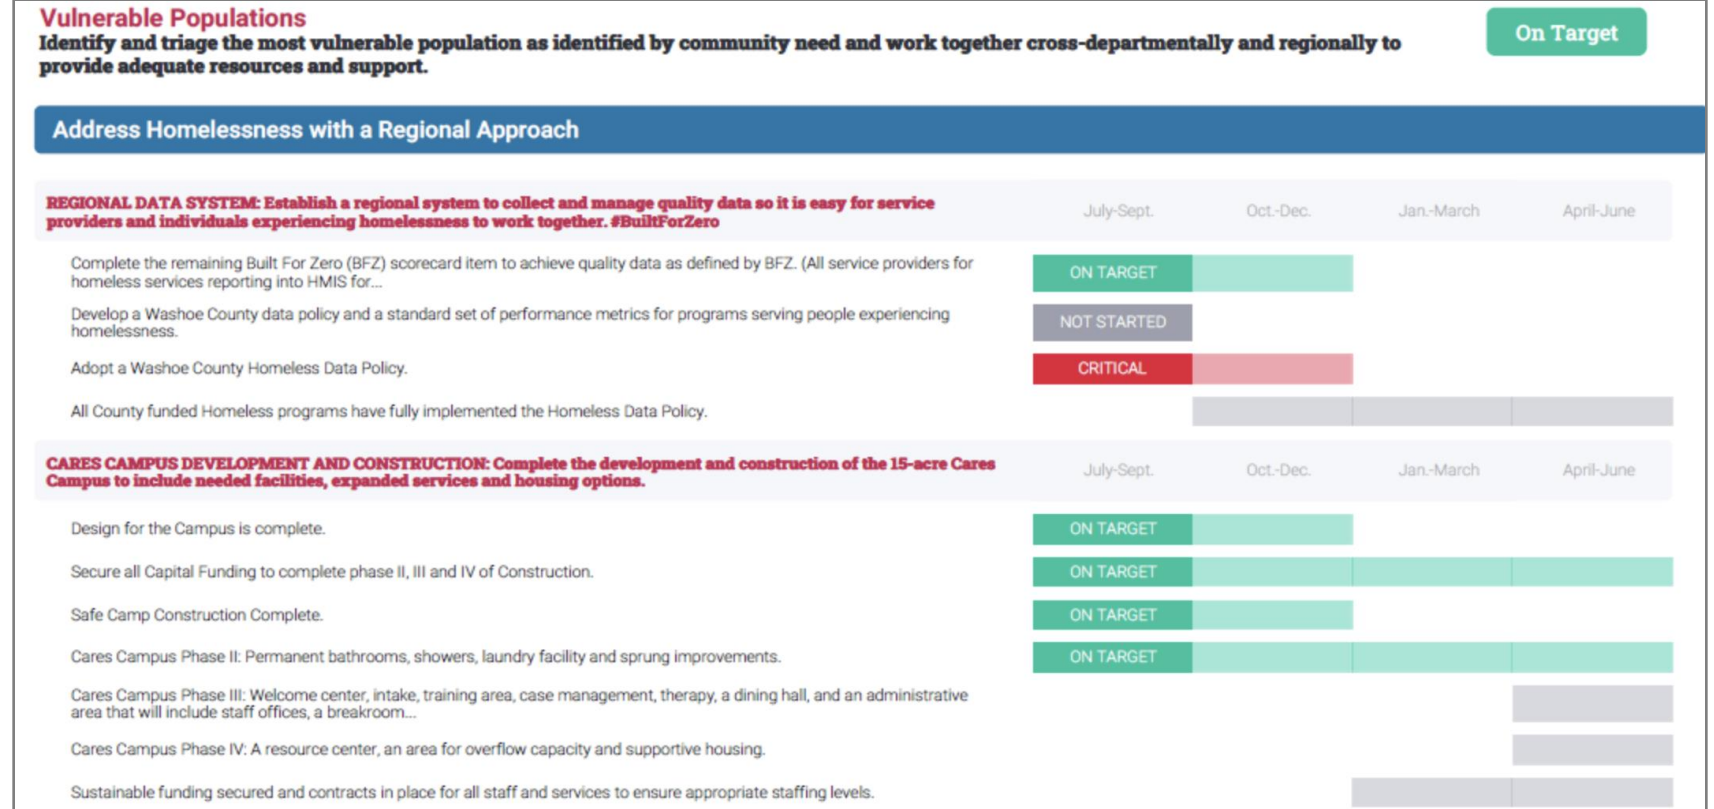 Vulnerable Populations
Identify and triage the most vulnerable population as identified by community need and work together cross-departmentally and regionally to
provide adequate resources and support.
On Target
Address Homelessness with a Regional Approach
REGIONAL DATA SYSTEM: Establish a regional system to collect and manage quality data so it is easy for service
providers and individuals experiencing homelessness to work together. #BuiltForZero
July-Sept. Oct.-Dec. Jan.-March April-June
Complete the remaining Built For Zero (BFZ) scorecard item to achieve quality data as defined by BFZ. (All service providers for
homeless services reporting into HMIS for...
ON TARGET
Develop a Washoe County data policy and a standard set of performance metrics for programs serving people experiencing
homelessness.
NOT STARTED
Adopt a Washoe County Homeless Data Policy.
CRITICAL
All County funded Homeless programs have fully implemented the Homeless Data Policy.
CARES CAMPUS DEVELOPMENT AND CONSTRUCTION: Complete the development and construction of the 15-acre Cares
Campus to include needed facilities, expanded services and housing options.
July-Sept. Oct.-Dec. Jan.-March April-June
Design for the Campus is complete.
ON TARGET
Secure all Capital Funding to complete phase II, III and IV of Construction.
ON TARGET
Safe Camp Construction Complete.
ON TARGET
Cares Campus Phase II: Permanent bathrooms, showers, laundry facility and sprung improvements.
ON TARGET
Cares Campus Phase III: Welcome center, intake, training area, case management, therapy, a dining hall, and an administrative
area that will include staff offices, a breakroom...
Cares Campus Phase IV: A resource center, an area for overflow capacity and supportive housing.
Sustainable funding secured and contracts in place for all staff and services to ensure appropriate staffing levels.